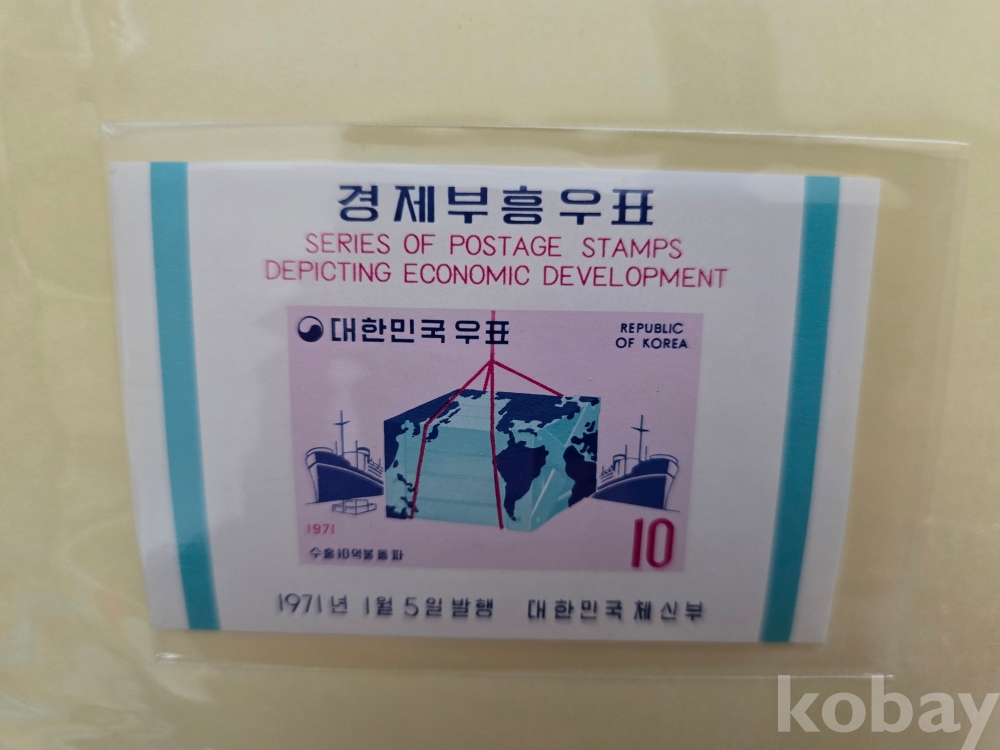 경제부흥우표
SERIES OF POSTAGE STAMPS
DEPICTING ECONOMIC DEVELOPMENT
대한민국우표
REPUBLIC
OF KOREA
1971
10
수출10억불돌파
1971년 1월 5일발행 대한민국체신부
kobay